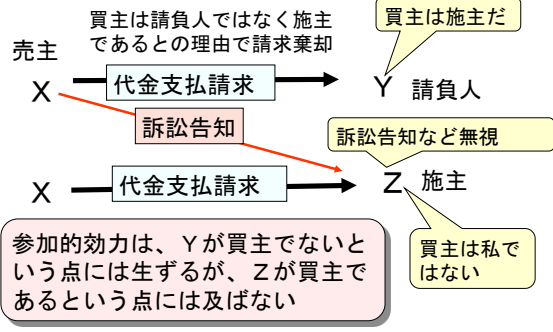 買主は請負人ではなく施主
であるとの理由で請求棄却
買主は施主だ
売主
X
代金支払請求
Y 請負人
訴訟告知
訴訟告知など無視
X
代金支払請求
Z 施主
参加的効力は、Yが買主でないと
いう点には生ずるが、Zが買主で
あるという点には及ばない
買主は私で
はない